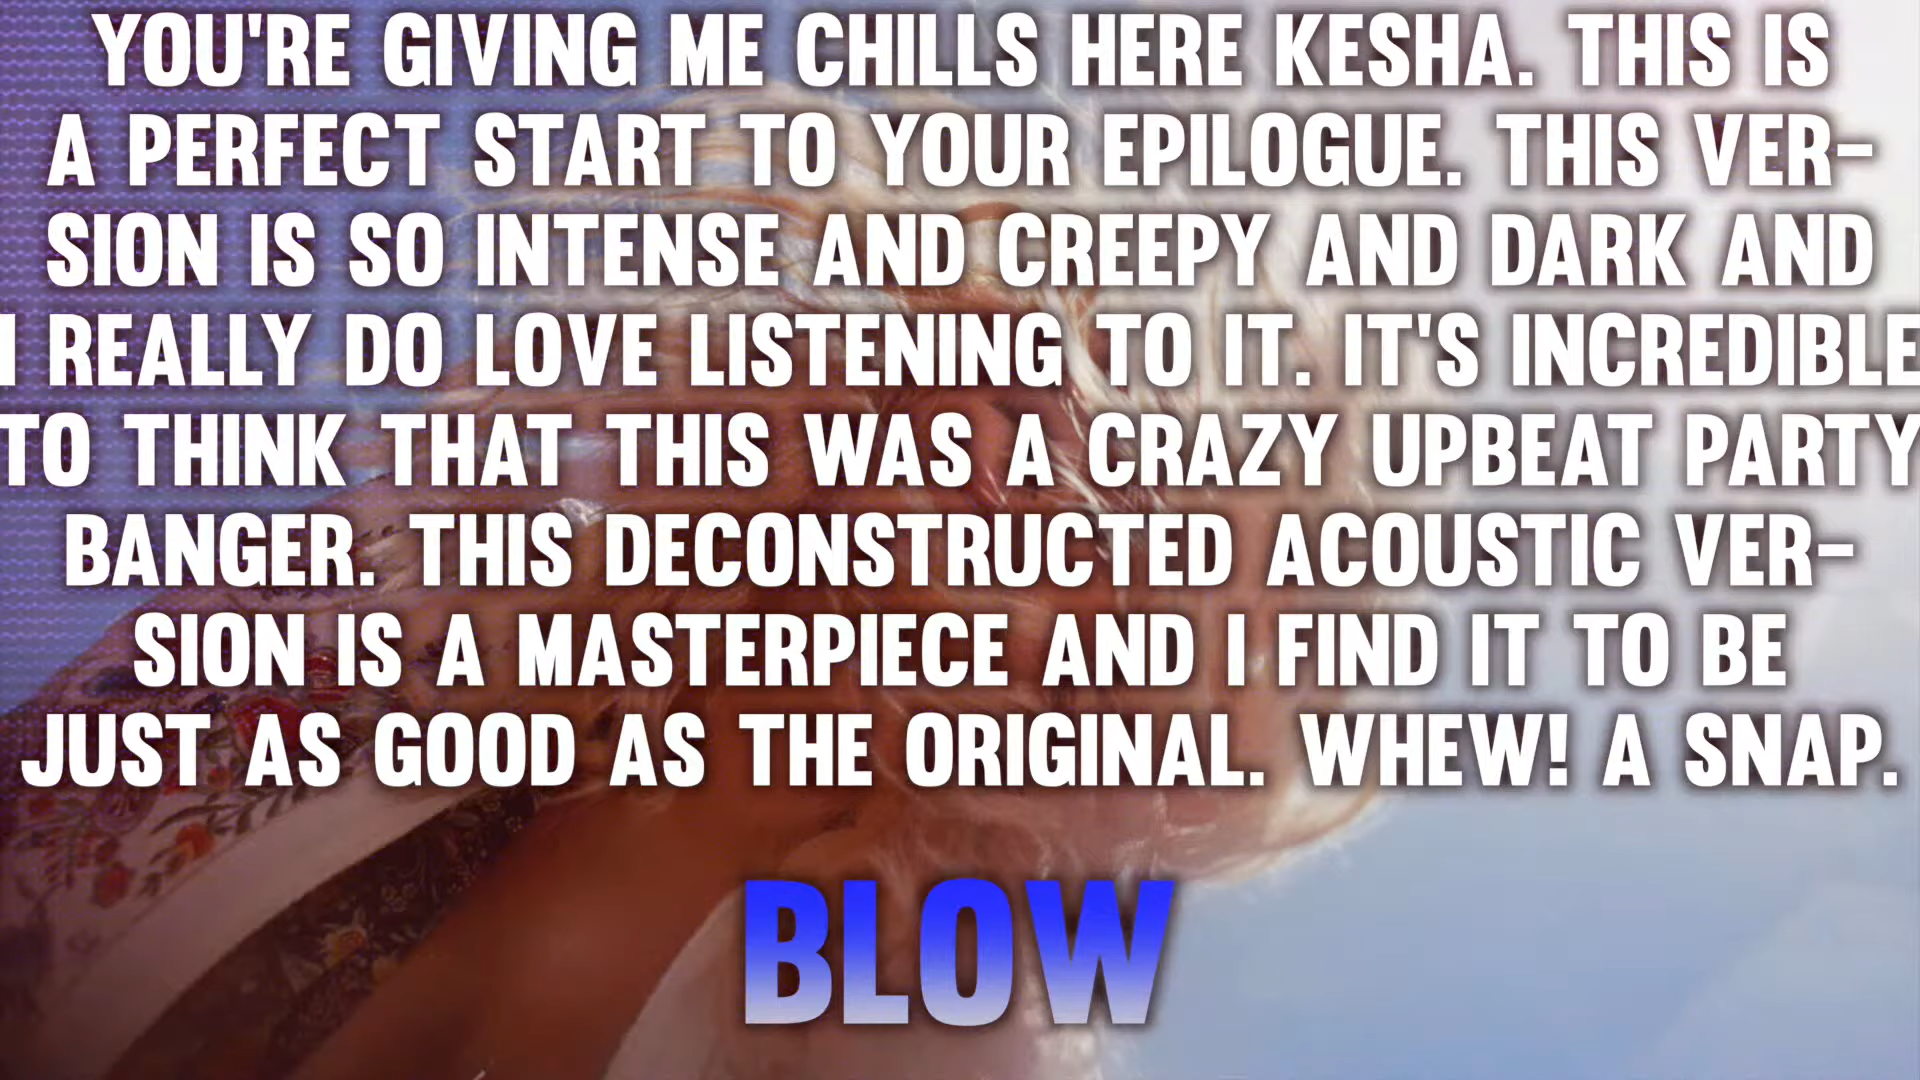 YOU'RE GIVING ME CHILLS HERE KESHA. THIS IS
A PERFECT START TO YOUR EPILOGUE. THIS VER-
SION IS SO INTENSE AND CREEPY AND DARK AND
I REALLY DO LOVE LISTENING TO IT. IT'S INCREDIBLE
TO THINK THAT THIS WAS A CRAZY UPBEAT PARTY
BANGER. THIS DECONSTRUCTED ACOUSTIC VER-
SION IS A MASTERPIECE AND I FIND IT TO BE
JUST AS GOOD AS THE ORIGINAL. WHEW! A SNAP.
BLOW